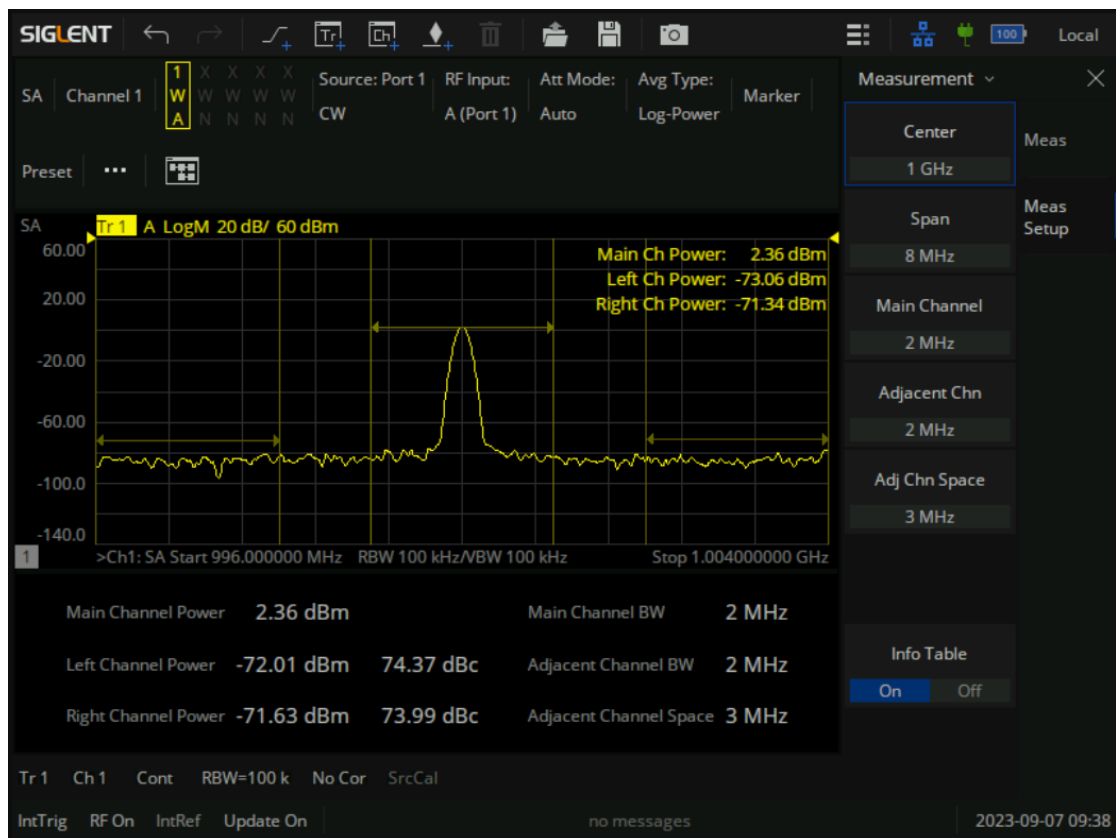 SIGLENT
Tr
Ch
100
Local
SA
Channel 1
1 X X X X
W W W W W
A N N N N
Source: Port 1
CW
RF Input:
A (Port 1)
Att Mode:
Auto
Avg Type:
Log-Power
Marker
Preset
...
SA
Tr 1 A LogM 20 dB/ 60 dBm
60.00
20.00
-20.00
-60.00
-100.0
-140.0
Main Ch Power: 2.36 dBm
Left Ch Power: -73.06 dBm
Right Ch Power: -71.34 dBm
1
>Ch1: SA Start 996.000000 MHz RBW 100 kHz/VBW 100 kHz Stop 1.004000000 GHz
Main Channel Power 2.36 dBm Main Channel BW 2 MHz
Left Channel Power -72.01 dBm 74.37 dBc Adjacent Channel BW 2 MHz
Right Channel Power -71.63 dBm 73.99 dBc Adjacent Channel Space 3 MHz
Measurement
Center
1 GHz
Span
8 MHz
Main Channel
2 MHz
Adjacent Chn
2 MHz
Adj Chn Space
3 MHz
Info Table
On Off
Meas
Meas
Setup
Tr 1 Ch 1 Cont RBW=100 k No Cor SrcCal
IntTrig RF On IntRef Update On no messages 2023-09-07 09:38